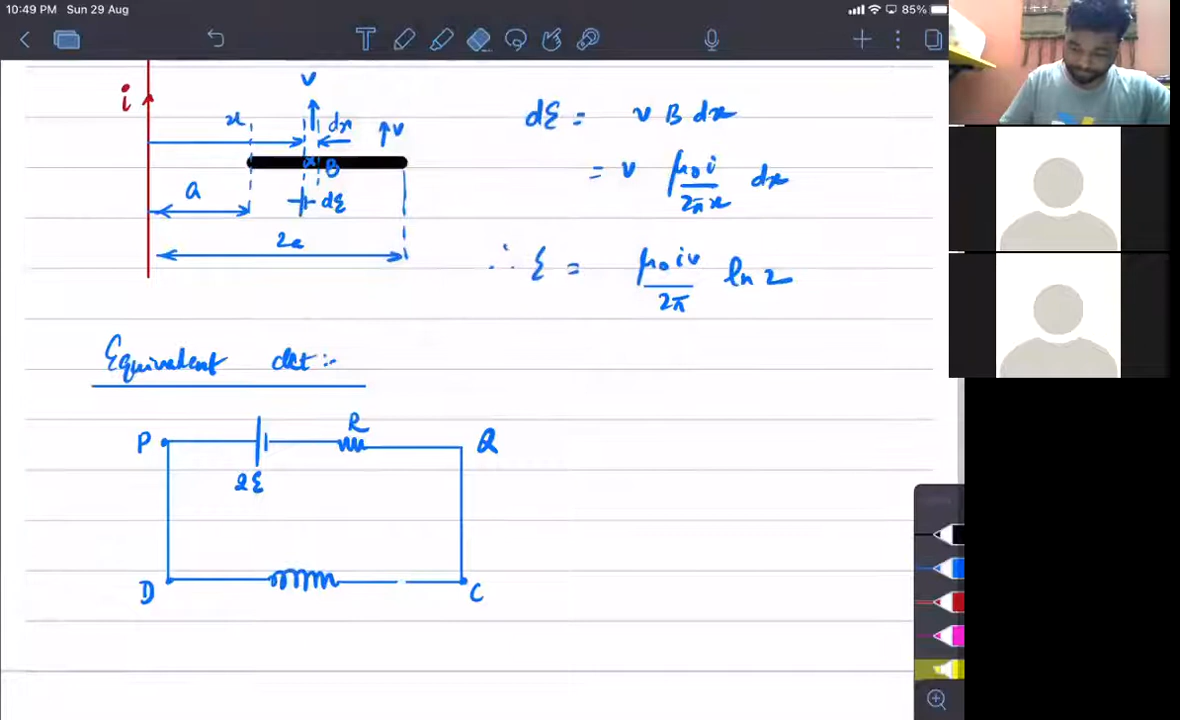 10:49 PM Sun 29 Aug
85%
i
v
x
dx
v
x B
a
dε
2a
dε = v B dx
= v μ₀i/2πx dx
∴ ε = μ₀iv/2π ln 2
Equivalent ckt :-
P
R
Q
2ε
D
C